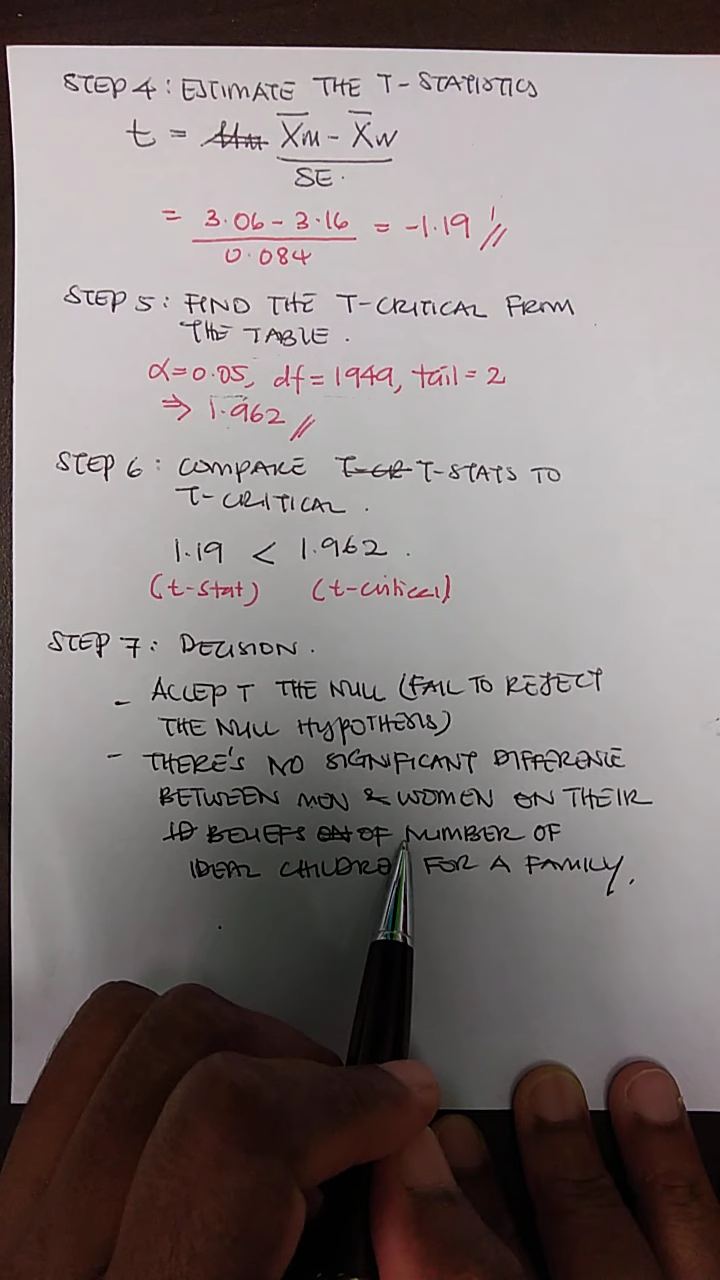 STEP 4: ESTIMATE THE T-STATISTICS
t = X̄m - X̄w
SE.
= 3.06 - 3.16 = -1.19 //
0.084
STEP 5: FIND THE T-CRITICAL FROM
THE TABLE.
α=0.05, df=1949, tail=2
⇒ 1.962 //
STEP 6: COMPARE T-CR T-STATS TO
T-CRITICAL.
1.19 < 1.962.
(t-stat) (t-critical)
STEP 7: DECISION.
- ACCEPT THE NULL (FAIL TO REJECT
THE NULL HYPOTHESIS)
- THERE'S NO SIGNIFICANT DIFFERENCE
BETWEEN MEN & WOMEN ON THEIR
ID BELIEFS ON OF NUMBER OF
IDEAL CHILDREN FOR A FAMILY.